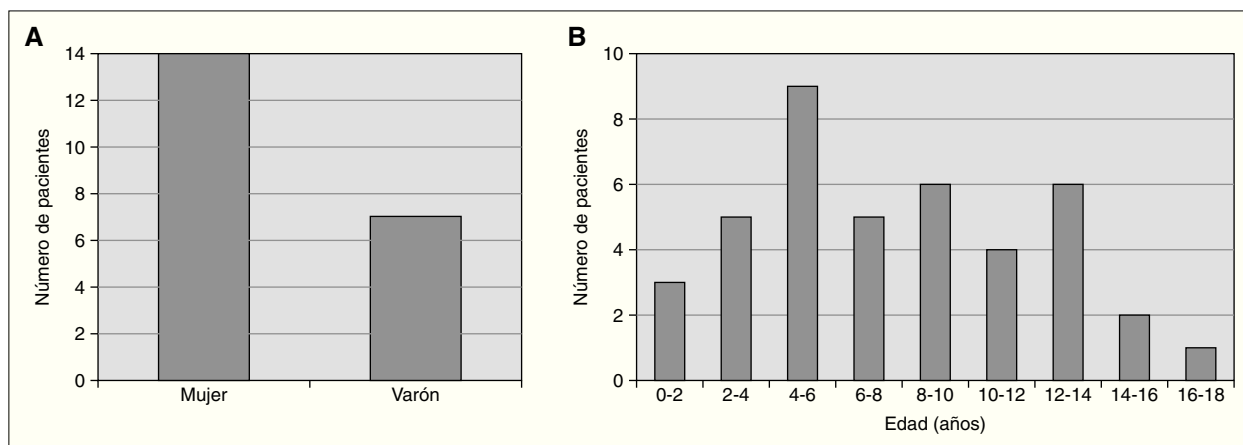 A
Número de pacientes
14
12
10
8
6
4
2
0
Mujer Varón
B
Número de pacientes
10
8
6
4
2
0
0-2 2-4 4-6 6-8 8-10 10-12 12-14 14-16 16-18
Edad (años)